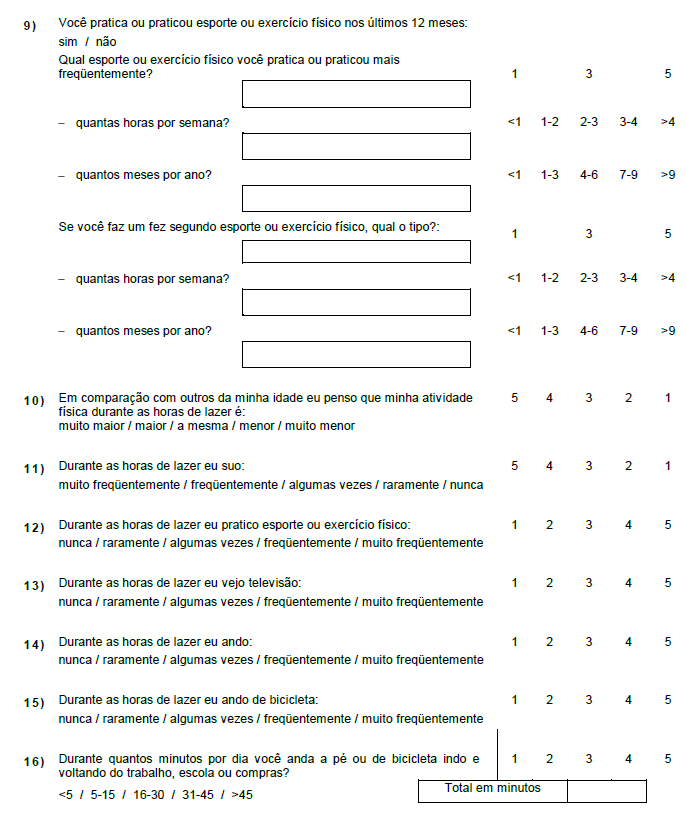 9) Você pratica ou praticou esporte ou exercício físico nos últimos 12 meses:
sim / não
Qual esporte ou exercício físico você pratica ou praticou mais
freqüentemente? 1 3 5
– quantas horas por semana? <1 1-2 2-3 3-4 >4
– quantos meses por ano? <1 1-3 4-6 7-9 >9
Se você faz um fez segundo esporte ou exercício físico, qual o tipo?: 1 3 5
– quantas horas por semana? <1 1-2 2-3 3-4 >4
– quantos meses por ano? <1 1-3 4-6 7-9 >9
10) Em comparação com outros da minha idade eu penso que minha atividade 5 4 3 2 1
física durante as horas de lazer é:
muito maior / maior / a mesma / menor / muito menor
11) Durante as horas de lazer eu suo: 5 4 3 2 1
muito freqüentemente / freqüentemente / algumas vezes / raramente / nunca
12) Durante as horas de lazer eu pratico esporte ou exercício físico: 1 2 3 4 5
nunca / raramente / algumas vezes / freqüentemente / muito freqüentemente
13) Durante as horas de lazer eu vejo televisão: 1 2 3 4 5
nunca / raramente / algumas vezes / freqüentemente / muito freqüentemente
14) Durante as horas de lazer eu ando: 1 2 3 4 5
nunca / raramente / algumas vezes / freqüentemente / muito freqüentemente
15) Durante as horas de lazer eu ando de bicicleta: 1 2 3 4 5
nunca / raramente / algumas vezes / freqüentemente / muito freqüentemente
16) Durante quantos minutos por dia você anda a pé ou de bicicleta indo e 1 2 3 4 5
voltando do trabalho, escola ou compras?
<5 / 5-15 / 16-30 / 31-45 / >45 Total em minutos